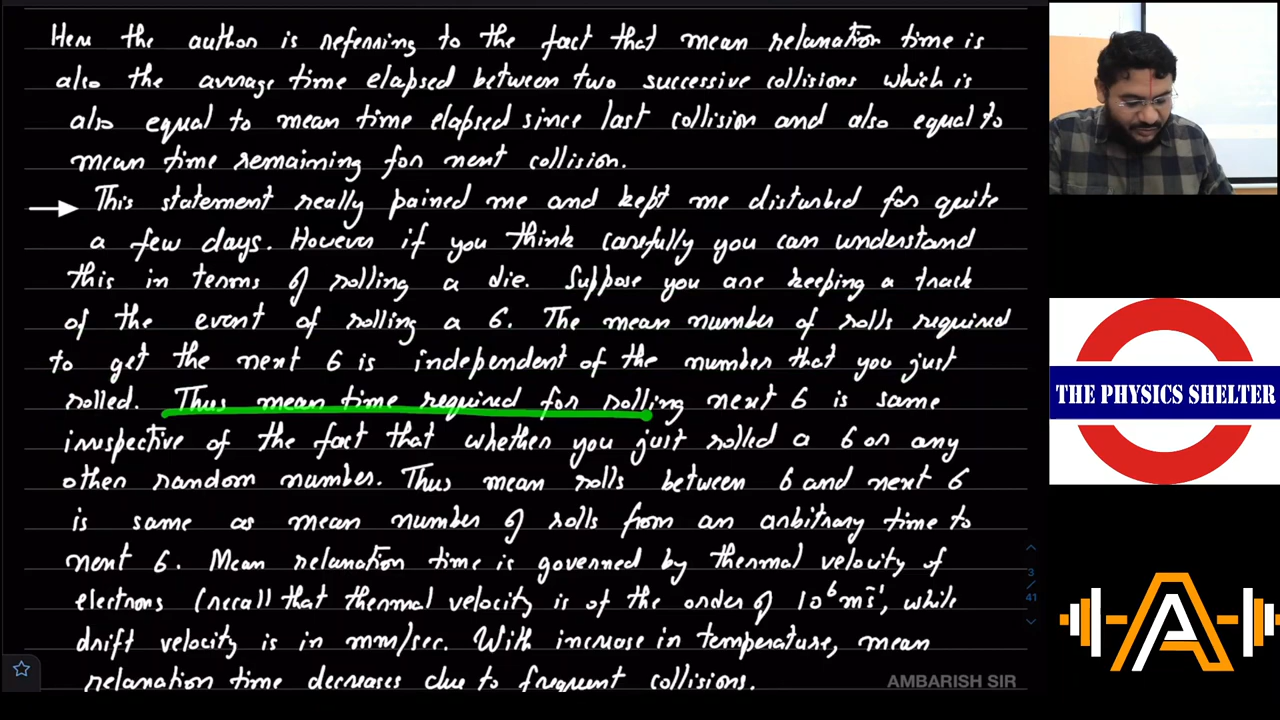 Here the author is referring to the fact that mean relaxation time is
also the average time elapsed between two successive collisions which is
also equal to mean time elapsed since last collision and also equal to
mean time remaining for next collision.
This statement really pained me and kept me disturbed for quite
a few days. However if you think carefully you can understand
this in terms of rolling a die. Suppose you are keeping a track
of the event of rolling a 6. The mean number of rolls required
to get the next 6 is independent of the number that you just
rolled. Thus mean time required for rolling next 6 is same
irrespective of the fact that whether you just rolled a 6 or any
other random number. Thus mean rolls between 6 and next 6
is same as mean number of rolls from an arbitrary time to
next 6. Mean relaxation time is governed by thermal velocity of
electrons (recall that thermal velocity is of the order of 10⁶ ms⁻¹, while
drift velocity is in mm/sec. With increase in temperature, mean
relaxation time decreases due to frequent collisions.
AMBARISH SIR
THE PHYSICS SHELTER
3
/
41
A